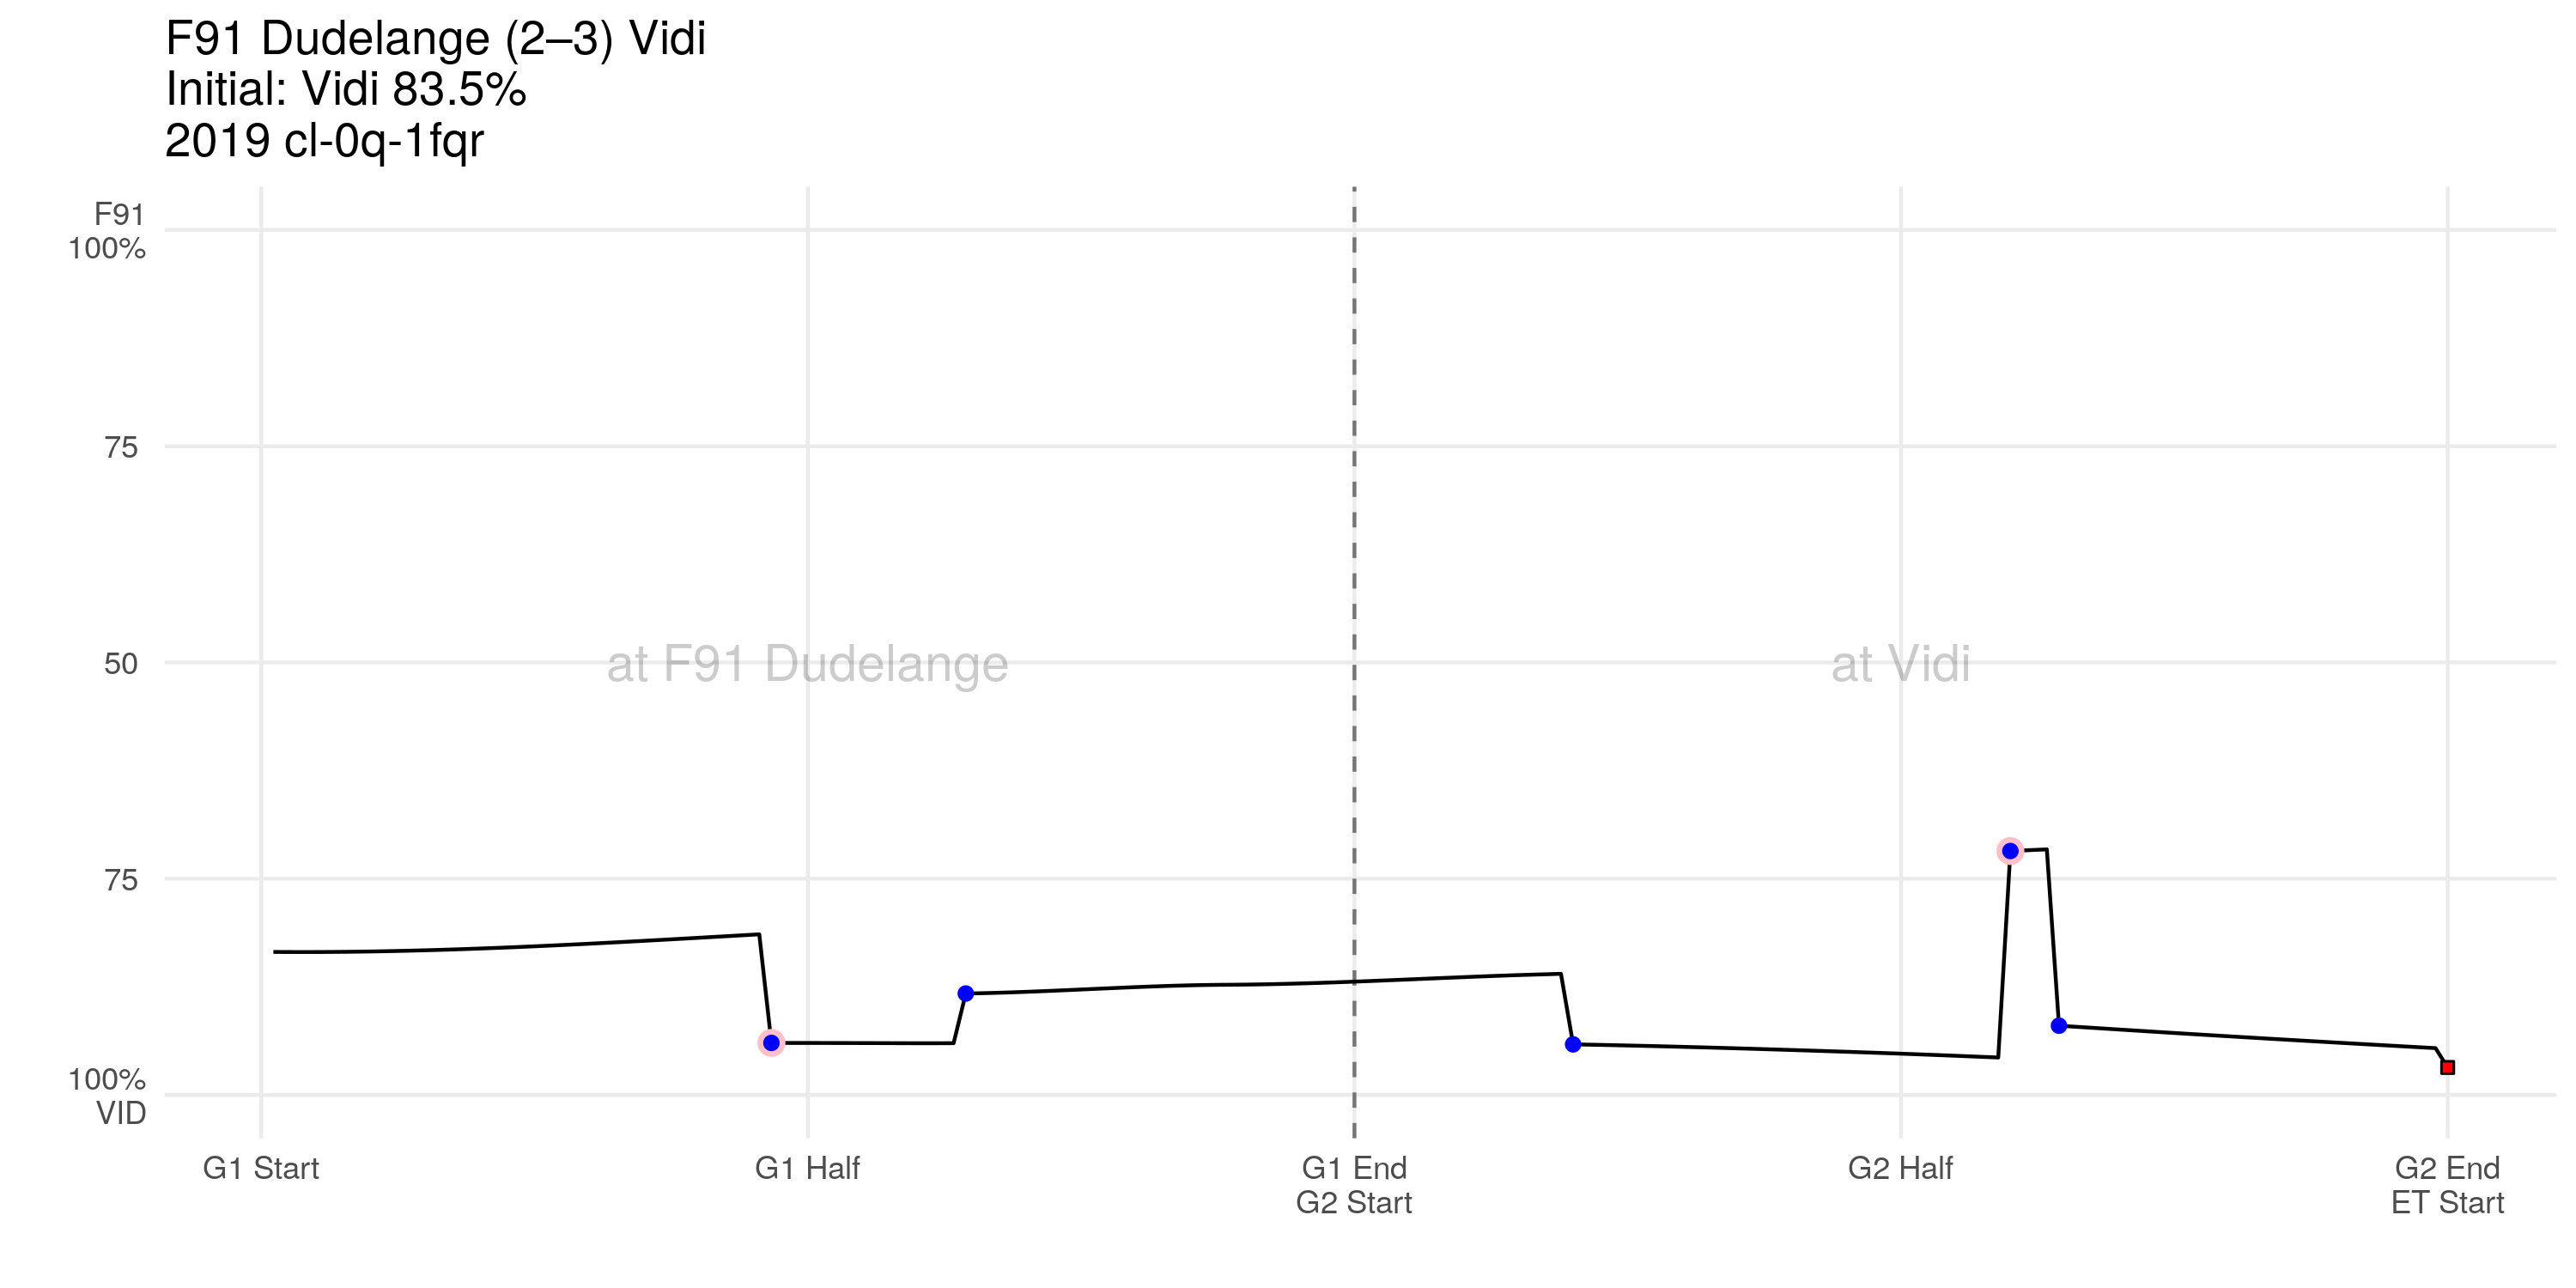 F91 Dudelange (2–3) Vidi
Initial: Vidi 83.5%
2019 cl-0q-1fqr
F91
100%
75
50
75
100%
VID
at F91 Dudelange
at Vidi
G1 Start
G1 Half
G1 End
G2 Start
G2 Half
G2 End
ET Start